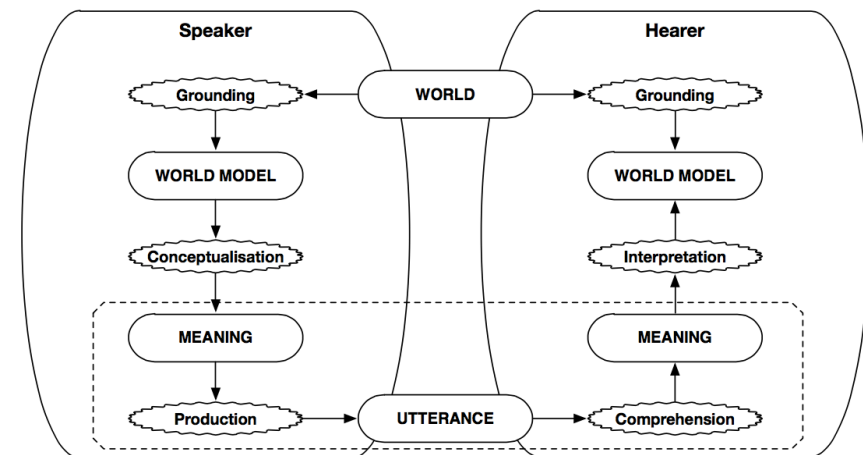 Speaker
Hearer
Grounding
WORLD
Grounding
WORLD MODEL
WORLD MODEL
Conceptualisation
Interpretation
MEANING
MEANING
Production
UTTERANCE
Comprehension